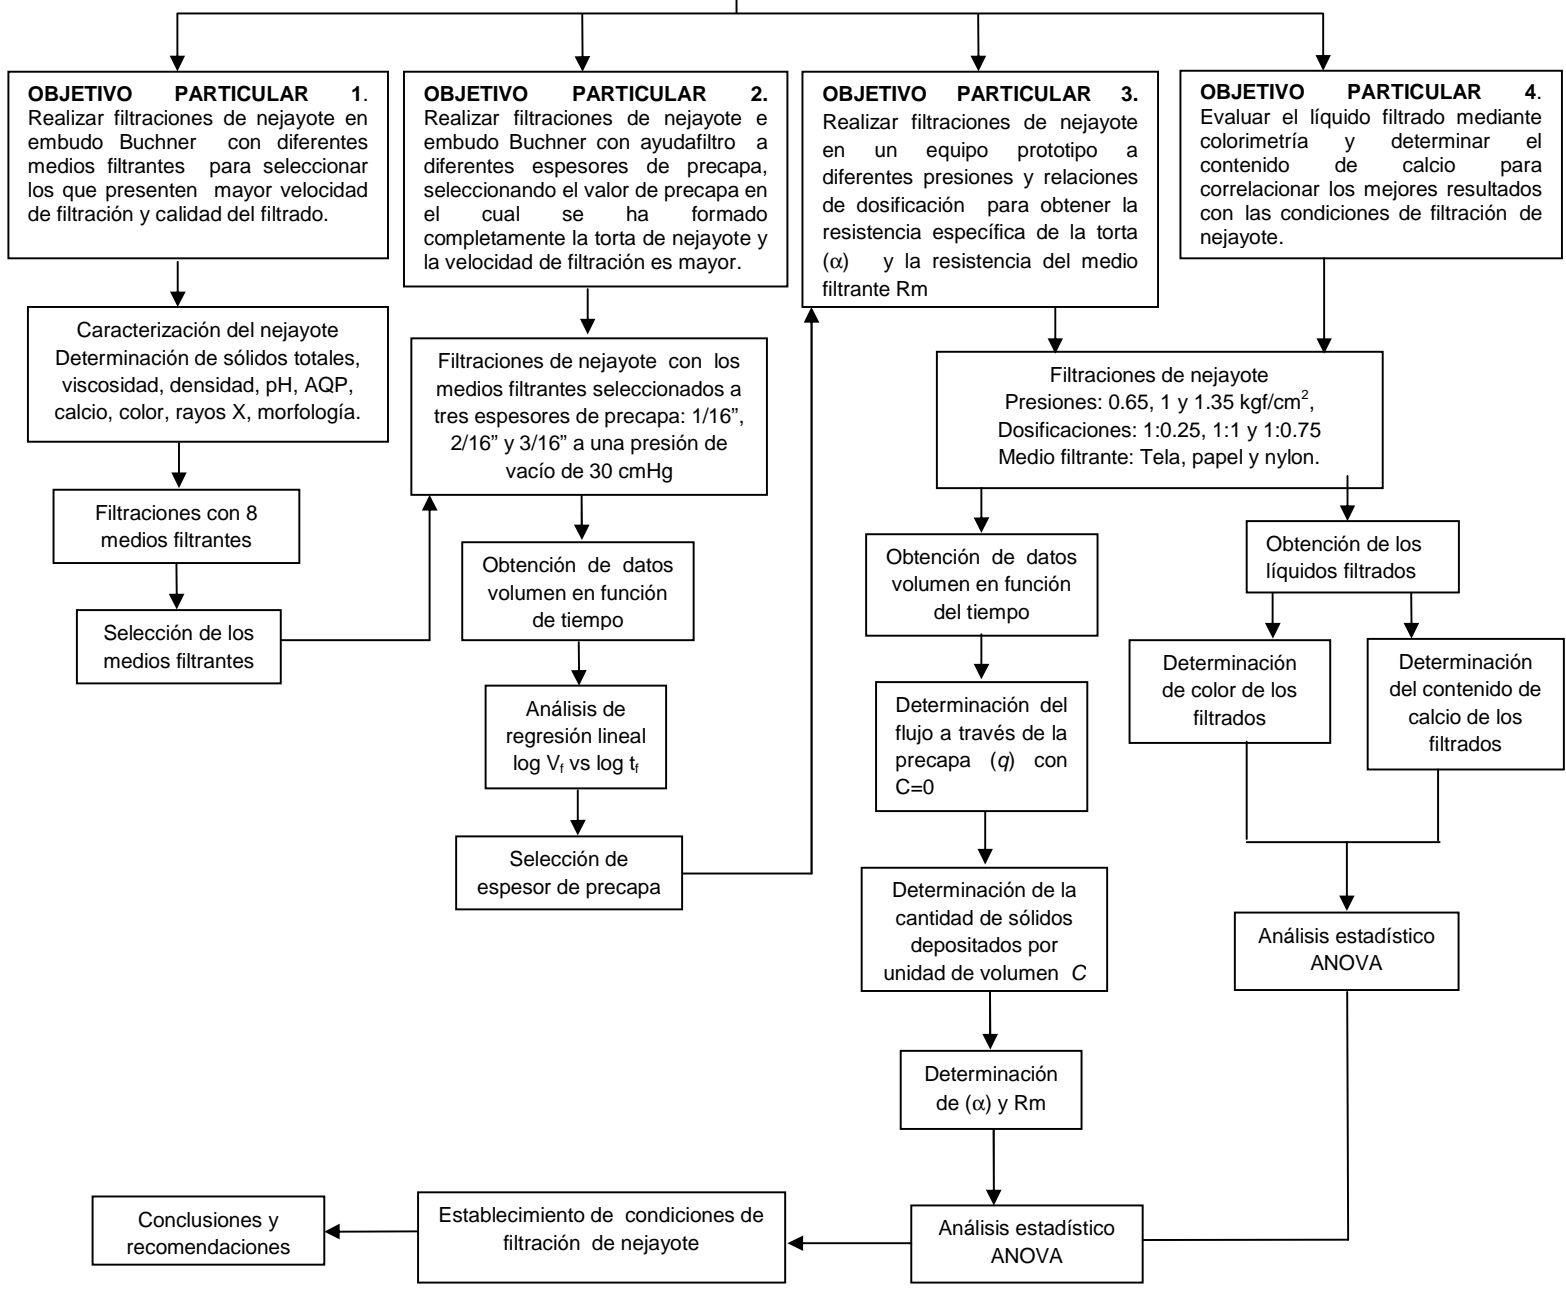 OBJETIVO PARTICULAR 1.
Realizar filtraciones de nejayote en
embudo Buchner con diferentes
medios filtrantes para seleccionar
los que presenten mayor velocidad
de filtración y calidad del filtrado.
OBJETIVO PARTICULAR 2.
Realizar filtraciones de nejayote e
embudo Buchner con ayudafiltro a
diferentes espesores de precapa,
seleccionando el valor de precapa en
el cual se ha formado
completamente la torta de nejayote y
la velocidad de filtración es mayor.
OBJETIVO PARTICULAR 3.
Realizar filtraciones de nejayote
en un equipo prototipo a
diferentes presiones y relaciones
de dosificación para obtener la
resistencia específica de la torta
(α) y la resistencia del medio
filtrante Rm
OBJETIVO PARTICULAR 4.
Evaluar el líquido filtrado mediante
colorimetría y determinar el
contenido de calcio para
correlacionar los mejores resultados
con las condiciones de filtración de
nejayote.
Caracterización del nejayote
Determinación de sólidos totales,
viscosidad, densidad, pH, AQP,
calcio, color, rayos X, morfología.
Filtraciones con 8
medios filtrantes
Selección de los
medios filtrantes
Filtraciones de nejayote con los
medios filtrantes seleccionados a
tres espesores de precapa: 1/16”,
2/16” y 3/16” a una presión de
vacío de 30 cmHg
Obtención de datos
volumen en función
de tiempo
Análisis de
regresión lineal
log Vf vs log tf
Selección de
espesor de precapa
Filtraciones de nejayote
Presiones: 0.65, 1 y 1.35 kgf/cm²,
Dosificaciones: 1:0.25, 1:1 y 1:0.75
Medio filtrante: Tela, papel y nylon.
Obtención de datos
volumen en función
del tiempo
Determinación del
flujo a través de la
precapa (q) con
C=0
Determinación de la
cantidad de sólidos
depositados por
unidad de volumen C
Determinación
de (α) y Rm
Análisis estadístico
ANOVA
Obtención de los
líquidos filtrados
Determinación
de color de los
filtrados
Determinación
del contenido de
calcio de los
filtrados
Análisis estadístico
ANOVA
Establecimiento de condiciones de
filtración de nejayote
Conclusiones y
recomendaciones